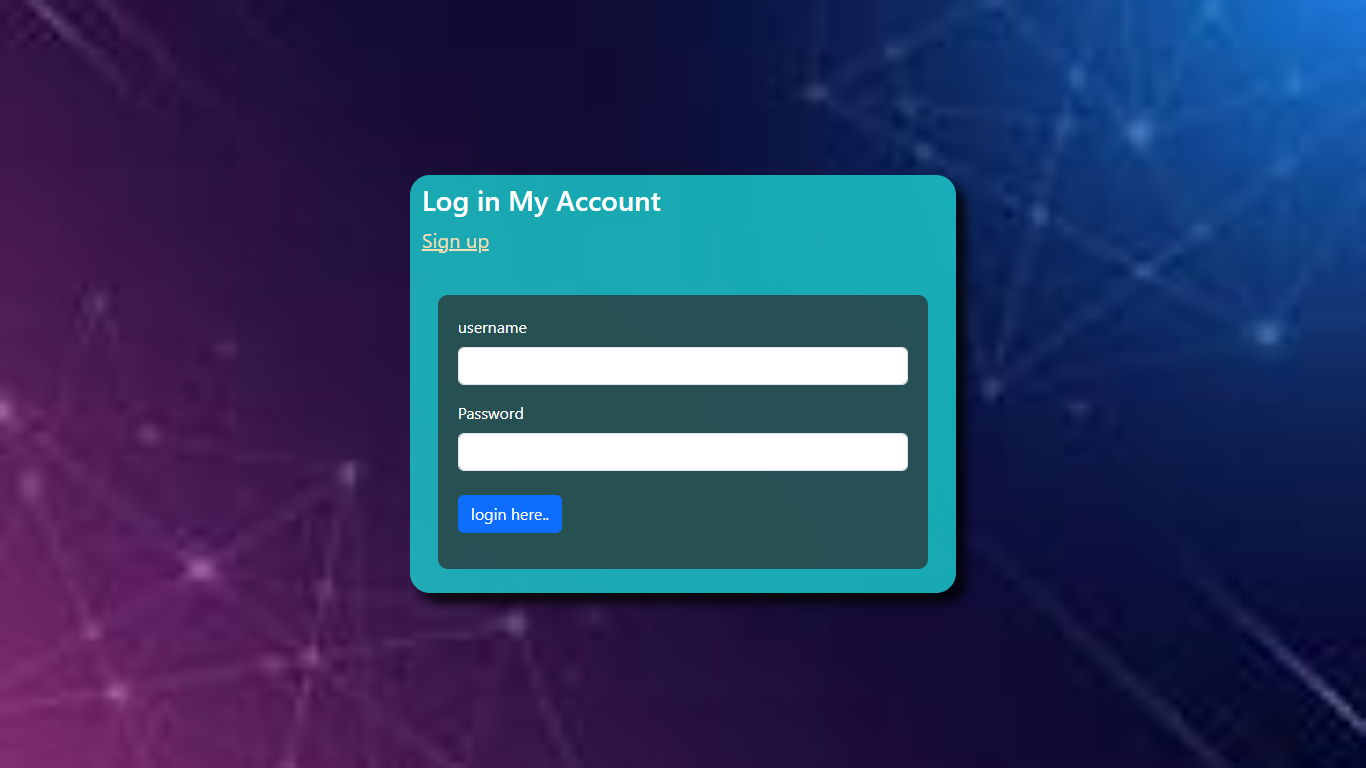 Log in My Account
Sign up
username
Password
login here..